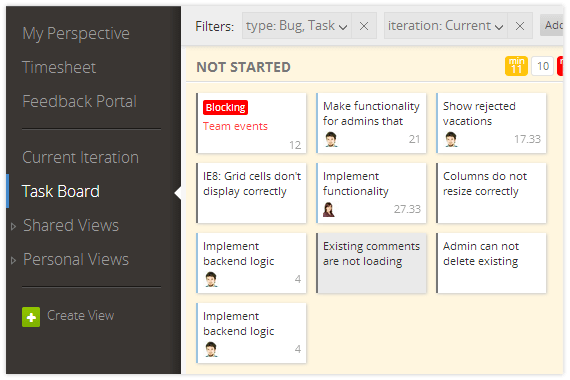 My Perspective
Timesheet
Feedback Portal
Current Iteration
Task Board
Shared Views
Personal Views
Create View
Filters: type: Bug, Task iteration: Current Add
NOT STARTED
min
11
10
Blocking
Team events
12
Make functionality
for admins that
21
Show rejected
vacations
17.33
IE8: Grid cells don't
display correctly
Implement
functionality
27.33
Columns do not
resize correctly
Implement
backend logic
4
Existing comments
are not loading
Admin can not
delete existing
Implement
backend logic
4